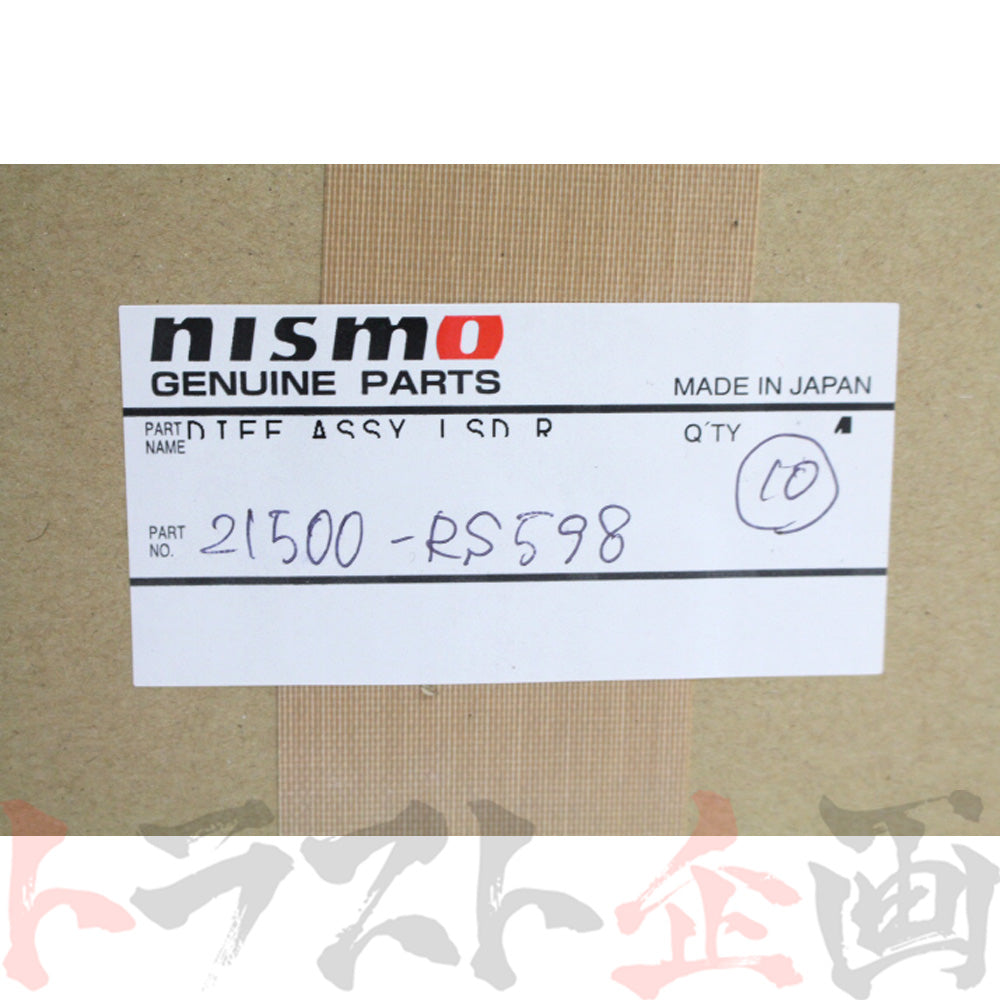 nismo
GENUINE PARTS
MADE IN JAPAN
PART NAME DIFF ASSY LSD R
Q'TY
10
PART NO. 21500-RS598
トラスト企画